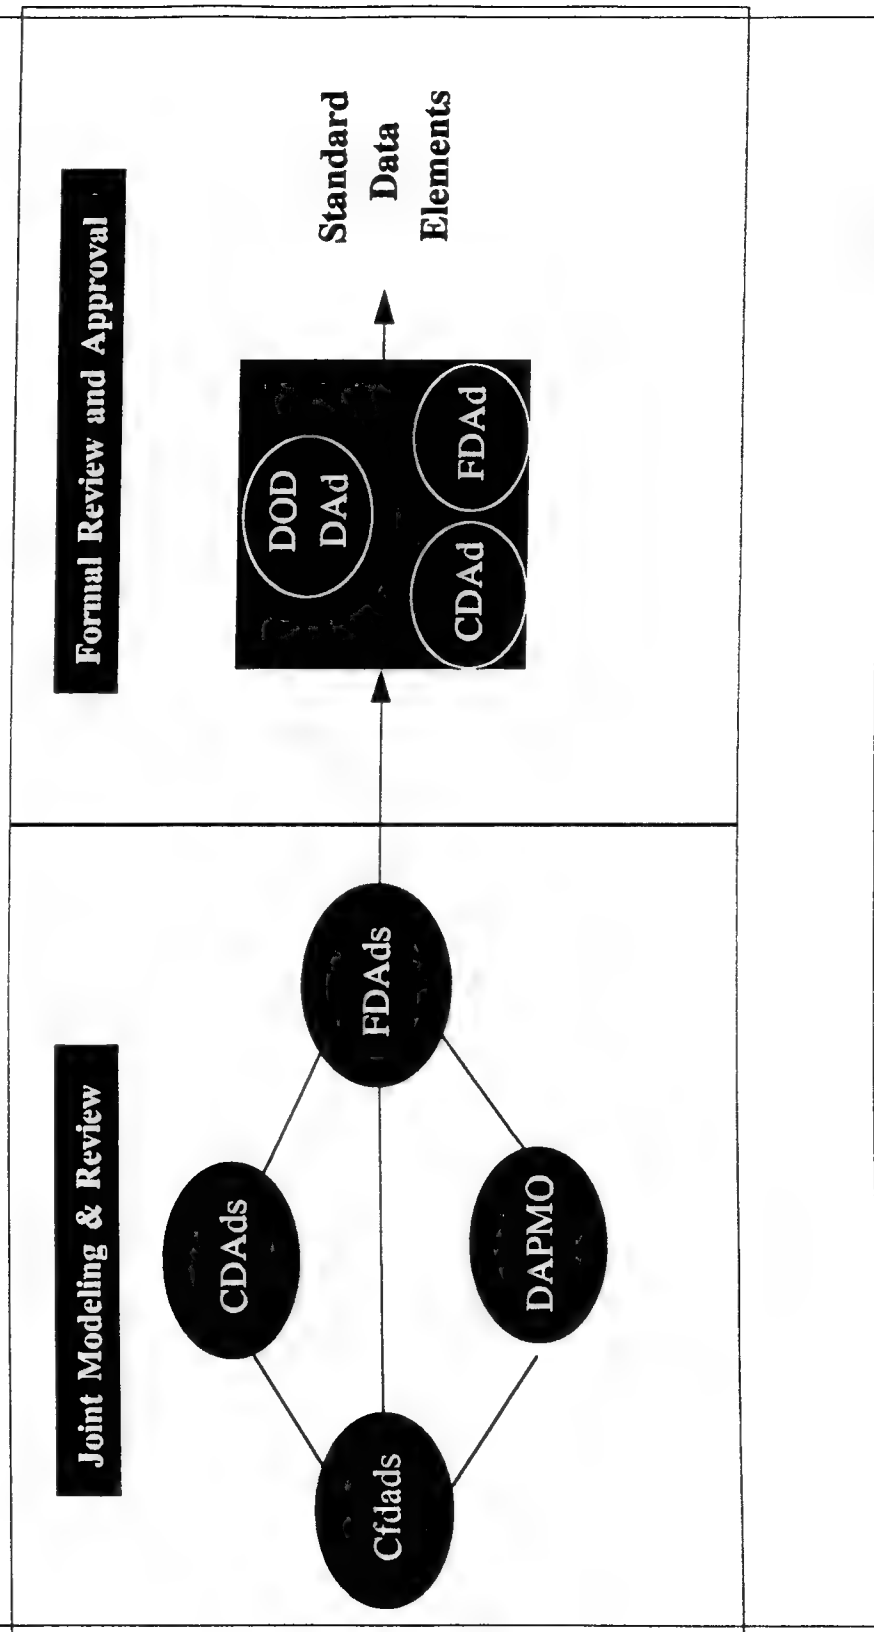 Joint Modeling & Review
CDAds
Cfdads
FDAds
DAPMO
Formal Review and Approval
DOD
DAd
CDAd
FDAd
Standard
Data
Elements